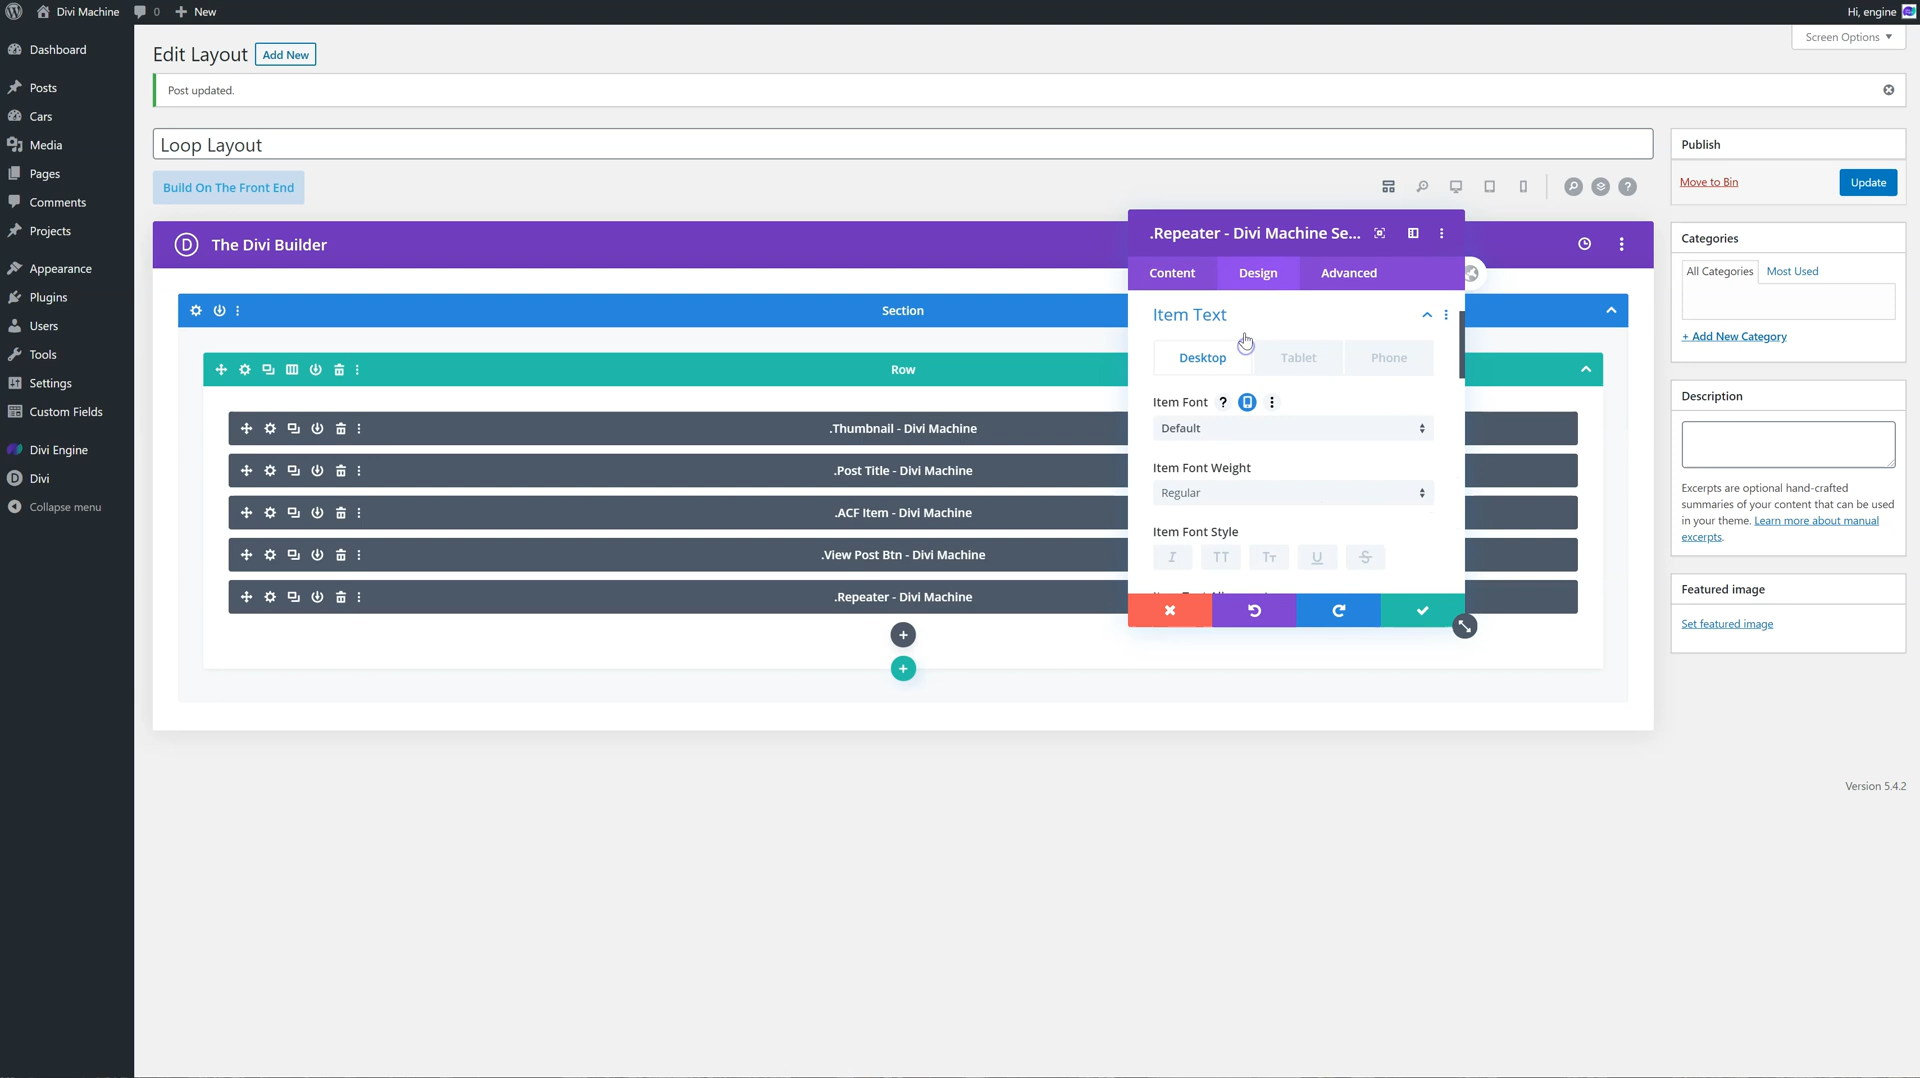 Divi Machine
0
New
Hi, engine
Dashboard
Posts
Cars
Media
Pages
Comments
Projects
Appearance
Plugins
Users
Tools
Settings
Custom Fields
Divi Engine
Divi
Collapse menu
Screen Options
Edit Layout
Add New
Post updated.
Loop Layout
Build On The Front End
The Divi Builder
Section
Row
.Thumbnail - Divi Machine
.Post Title - Divi Machine
.ACF Item - Divi Machine
.View Post Btn - Divi Machine
.Repeater - Divi Machine
.Repeater - Divi Machine Se...
Content
Design
Advanced
Item Text
Desktop
Tablet
Phone
Item Font
Default
Item Font Weight
Regular
Item Font Style
Publish
Move to Bin
Update
Categories
All Categories
Most Used
+ Add New Category
Description
Excerpts are optional hand-crafted
summaries of your content that can be used
in your theme. Learn more about manual
excerpts.
Featured image
Set featured image
Version 5.4.2